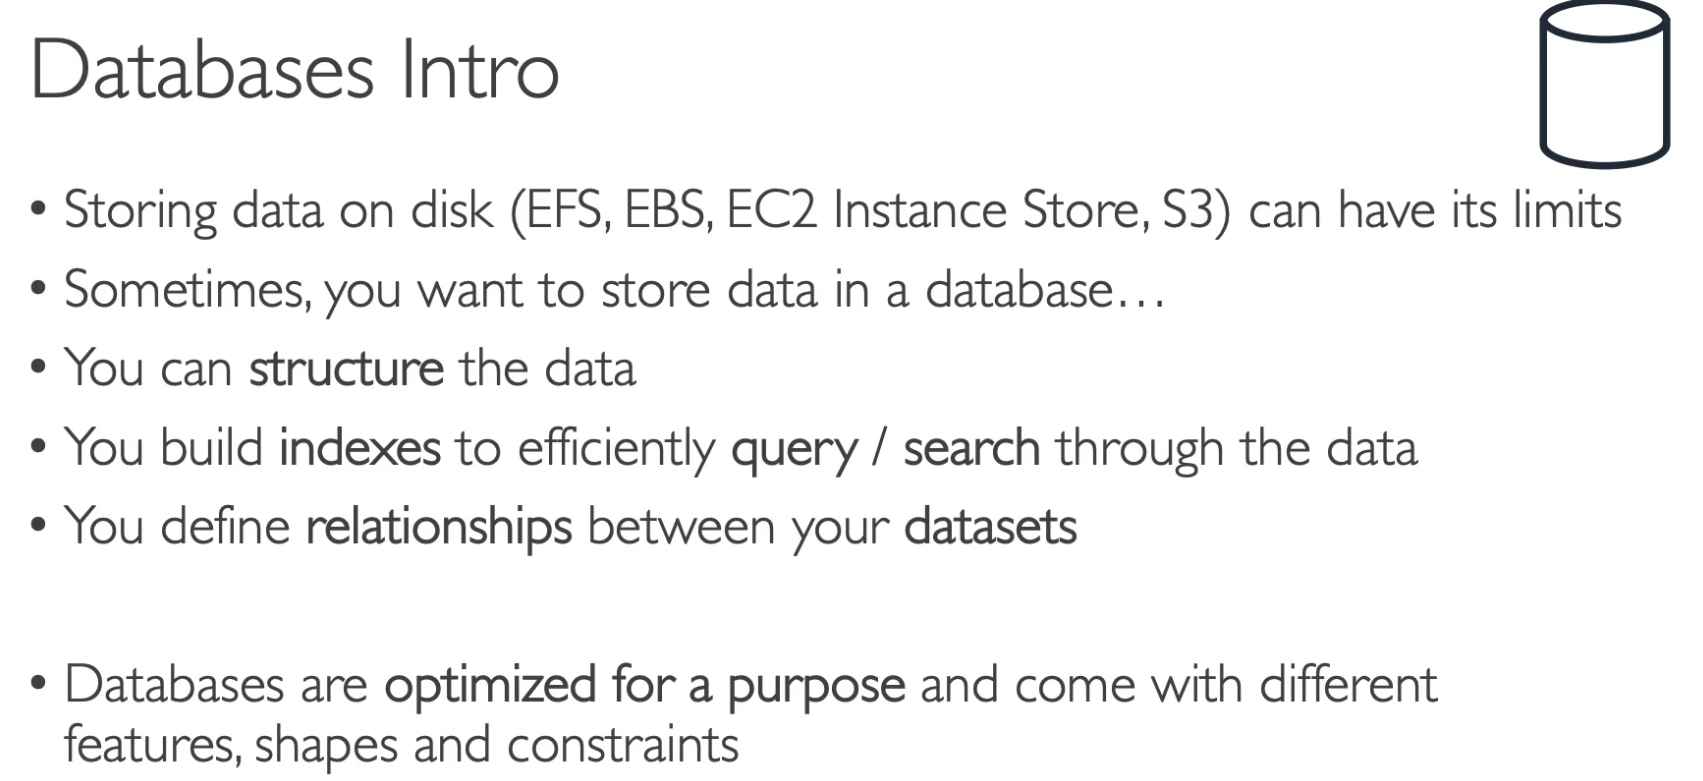 Databases Intro
• Storing data on disk (EFS, EBS, EC2 Instance Store, S3) can have its limits
• Sometimes, you want to store data in a database…
• You can structure the data
• You build indexes to efficiently query / search through the data
• You define relationships between your datasets
• Databases are optimized for a purpose and come with different
features, shapes and constraints